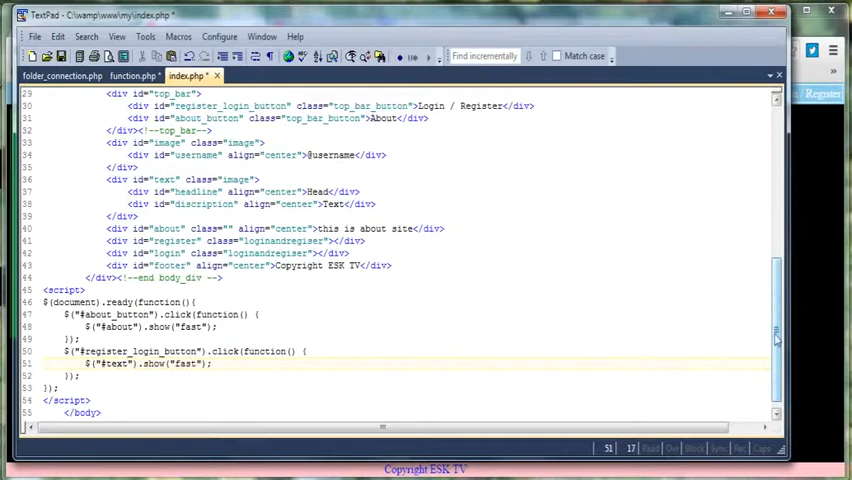 TextPad - C:\wamp\www\my\index.php *
File Edit Search View Tools Macros Configure Window Help
Find incrementally Match case
folder_connection.php function.php * index.php *
29 <div id="top_bar">
30 <div id="register_login_button" class="top_bar_button">Login / Register</div>
31 <div id="about_button" class="top_bar_button">About</div>
32 </div><!--top_bar-->
33 <div id="image" class="image">
34 <div id="username" align="center">@username</div>
35 </div>
36 <div id="text" class="image">
37 <div id="headline" align="center">Head</div>
38 <div id="discription" align="center">Text</div>
39 </div>
40 <div id="about" class="" align="center">this is about site</div>
41 <div id="register" class="loginandregiser"></div>
42 <div id="login" class="loginandregiser"></div>
43 <div id="footer" align="center">Copyright ESK TV</div>
44 </div><!--end body_div -->
45 <script>
46 $(document).ready(function(){
47 $("#about_button").click(function() {
48 $("#about").show("fast");
49 });
50 $("#register_login_button").click(function() {
51 $("#text").show("fast");
52 });
53 });
54 </script>
55 </body>
51 17 Read Ovr Block Sync Rec Caps
/ Register
Copyright ESK TV